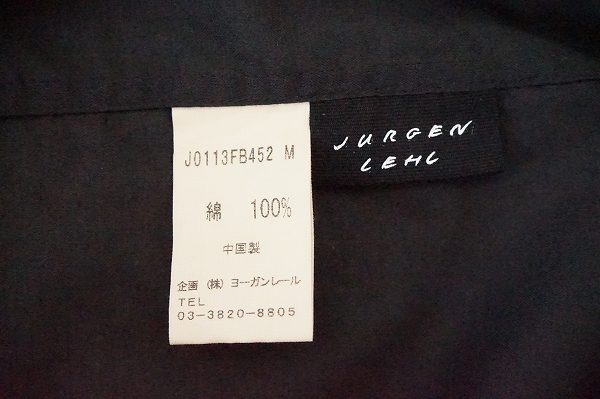 J0113FB452 M
綿 100%
中国製
企画 (株) ヨーガンレール
TEL
03-3820-8805
JURGEN
LEHL